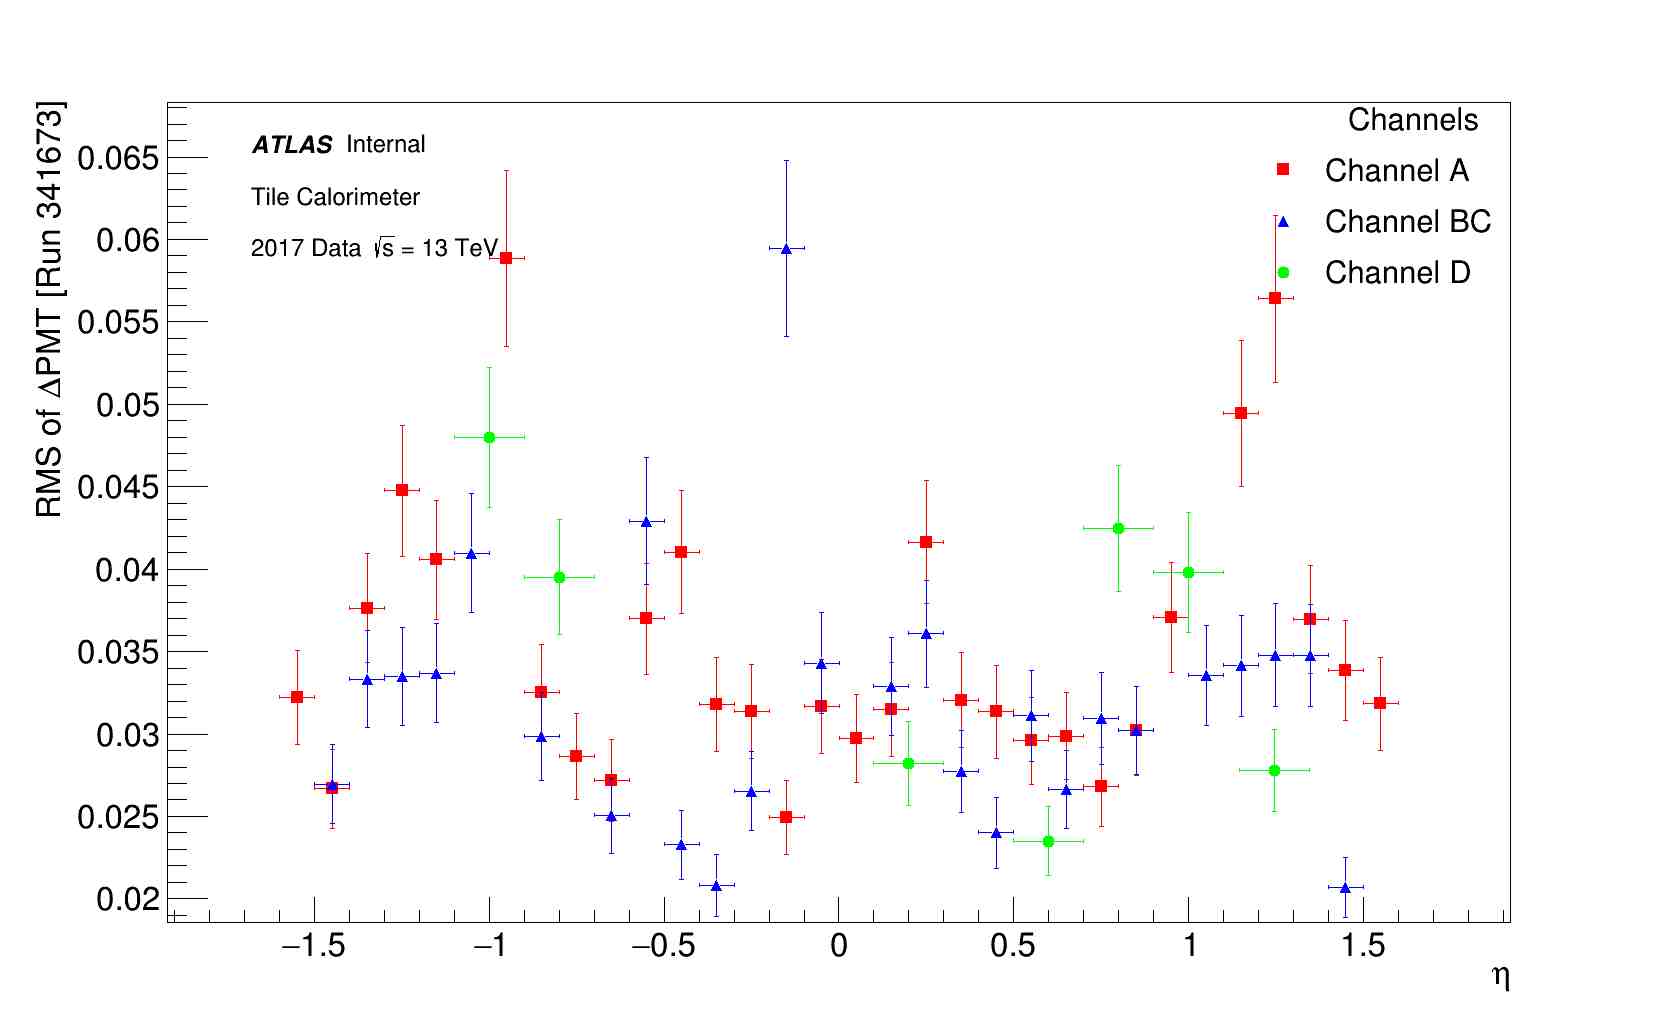 RMS of ΔPMT [Run 341673]
ATLAS Internal
Tile Calorimeter
2017 Data √s = 13 TeV
Channels
Channel A
Channel BC
Channel D
0.065
0.06
0.055
0.05
0.045
0.04
0.035
0.03
0.025
0.02
−1.5 −1 −0.5 0 0.5 1 1.5
η